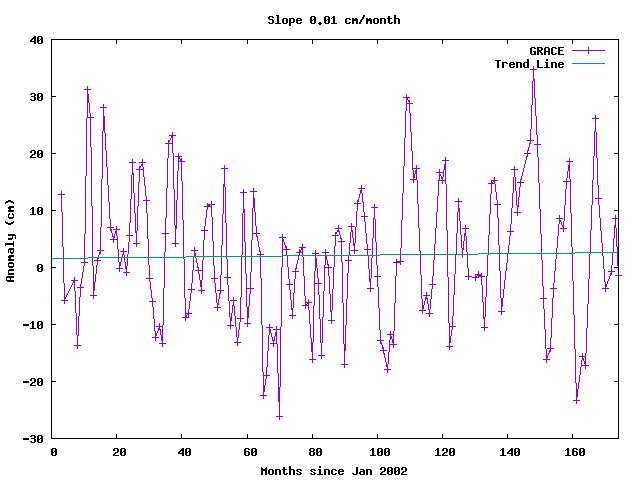 Slope 0.01 cm/month
GRACE
Trend Line
40
30
20
10
0
-10
-20
-30
Anomaly (cm)
0 20 40 60 80 100 120 140 160
Months since Jan 2002